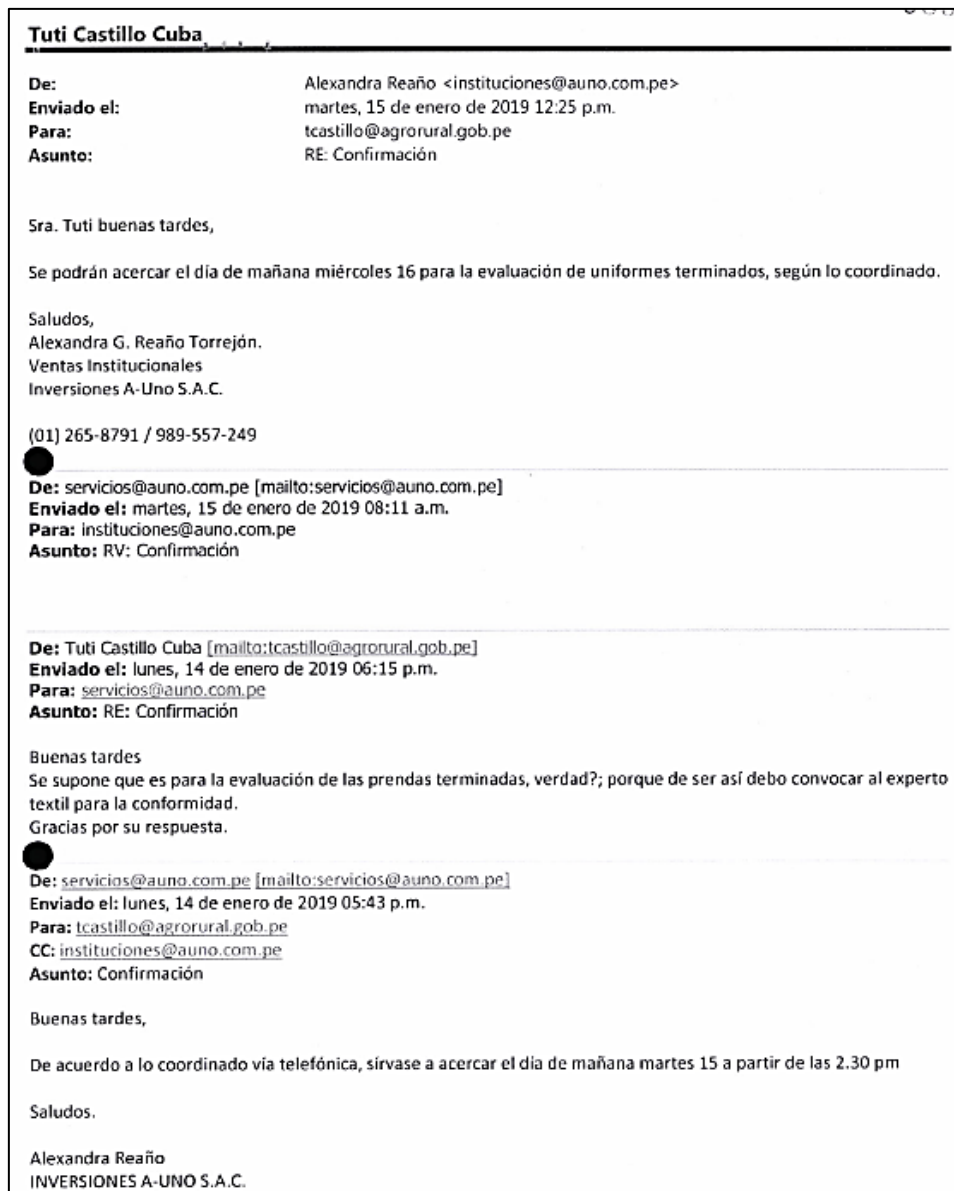 Tuti Castillo Cuba
De: Alexandra Reaño <instituciones@auno.com.pe>
Enviado el: martes, 15 de enero de 2019 12:25 p.m.
Para: tcastillo@agrorural.gob.pe
Asunto: RE: Confirmación
Sra. Tuti buenas tardes,
Se podrán acercar el día de mañana miércoles 16 para la evaluación de uniformes terminados, según lo coordinado.
Saludos,
Alexandra G. Reaño Torrejón.
Ventas Institucionales
Inversiones A-Uno S.A.C.
(01) 265-8791 / 989-557-249
De: servicios@auno.com.pe [mailto:servicios@auno.com.pe]
Enviado el: martes, 15 de enero de 2019 08:11 a.m.
Para: instituciones@auno.com.pe
Asunto: RV: Confirmación
De: Tuti Castillo Cuba [mailto:tcastillo@agrorural.gob.pe]
Enviado el: lunes, 14 de enero de 2019 06:15 p.m.
Para: servicios@auno.com.pe
Asunto: RE: Confirmación
Buenas tardes
Se supone que es para la evaluación de las prendas terminadas, verdad?; porque de ser así debo convocar al experto
textil para la conformidad.
Gracias por su respuesta.
De: servicios@auno.com.pe [mailto:servicios@auno.com.pe]
Enviado el: lunes, 14 de enero de 2019 05:43 p.m.
Para: tcastillo@agrorural.gob.pe
CC: instituciones@auno.com.pe
Asunto: Confirmación
Buenas tardes,
De acuerdo a lo coordinado vía telefónica, sírvase a acercar el día de mañana martes 15 a partir de las 2.30 pm
Saludos.
Alexandra Reaño
INVERSIONES A-UNO S.A.C.